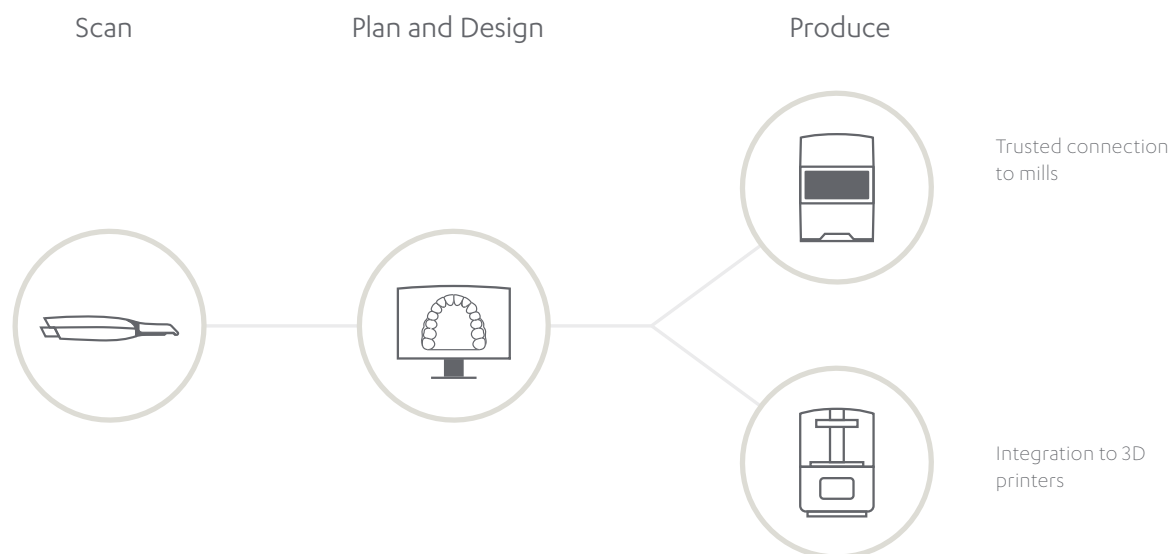 Scan
Plan and Design
Produce
Trusted connection
to mills
Integration to 3D
printers